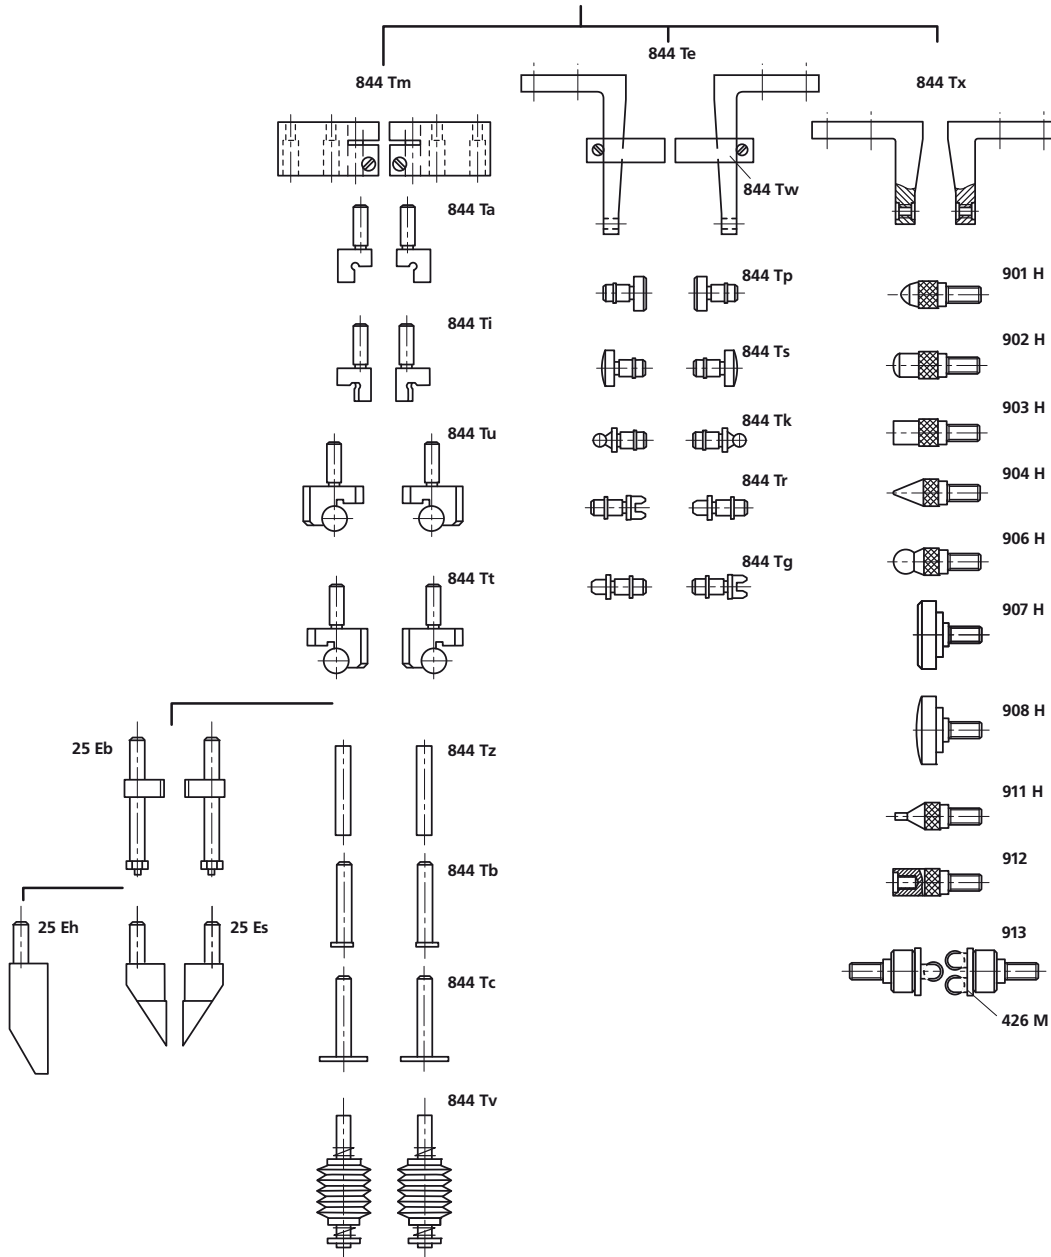 844 Te
844 Tm
844 Tx
844 Tw
844 Ta
844 Tp
901 H
844 Ti
844 Ts
902 H
844 Tu
844 Tk
903 H
844 Tr
904 H
844 Tg
906 H
844 Tt
907 H
908 H
25 Eb
844 Tz
911 H
844 Tb
912
25 Eh
25 Es
913
844 Tc
426 M
844 Tv